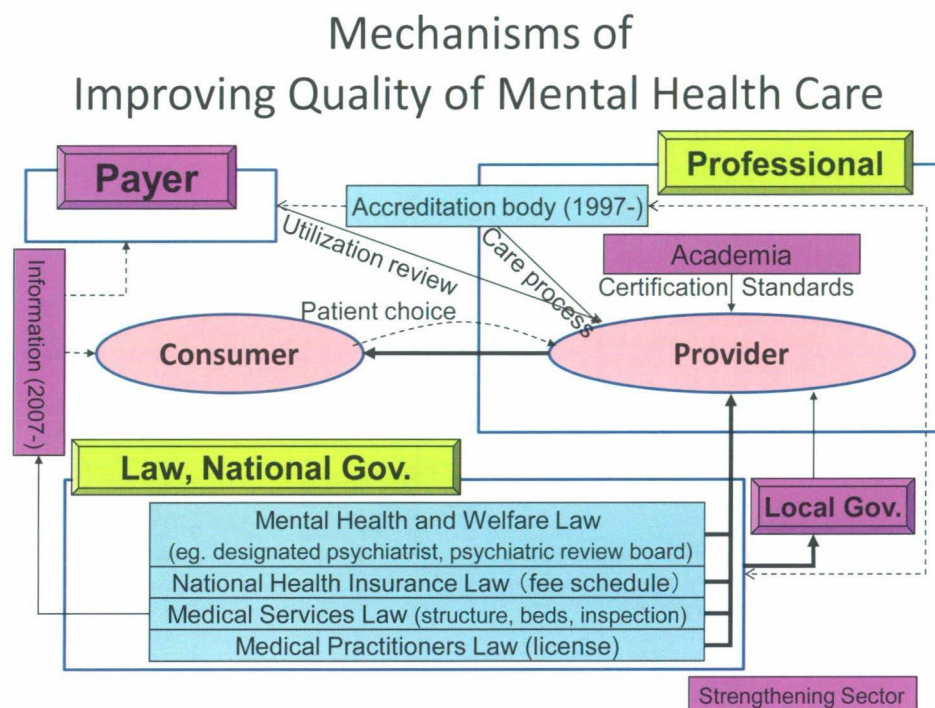 Mechanisms of
Improving Quality of Mental Health Care
Payer
Professional
Accreditation body (1997-)
Utilization review
Care process
Academia
Certification Standards
Information (2007-)
Patient choice
Consumer
Provider
Law, National Gov.
Local Gov.
Mental Health and Welfare Law
(eg. designated psychiatrist, psychiatric review board)
National Health Insurance Law (fee schedule)
Medical Services Law (structure, beds, inspection)
Medical Practitioners Law (license)
Strengthening Sector